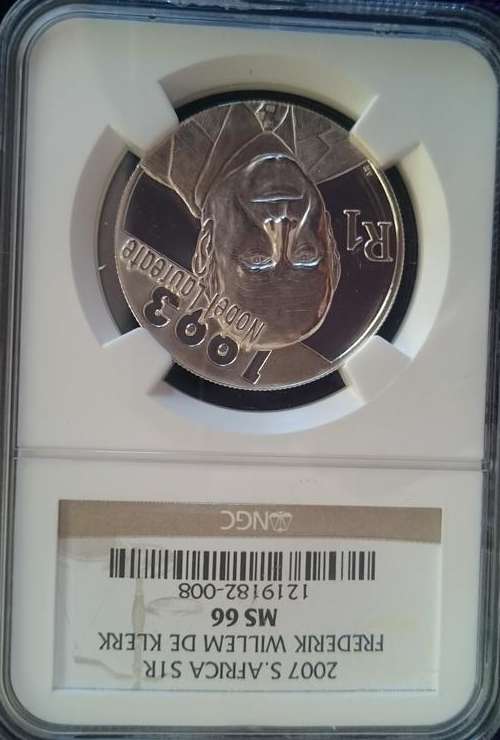 2007 S.AFRICA S1R
FREDERIK WILLEM DE KLERK
MS 66
1219182-008
NGC
1993
Nobel Laureate
R1